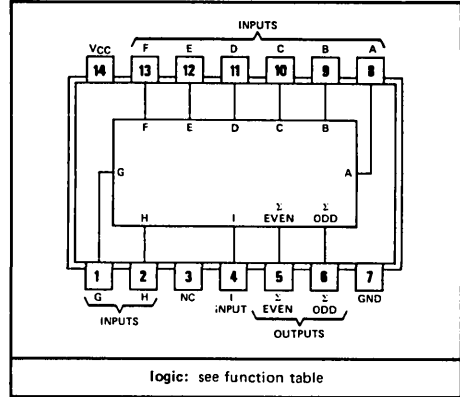 INPUTS
VCC F E D C B A
14 13 12 11 10 9 8
F E D C B
G A
H I Σ EVEN Σ ODD
1 2 3 4 5 6 7
G H NC I INPUT Σ EVEN Σ ODD GND
INPUTS OUTPUTS
logic: see function table